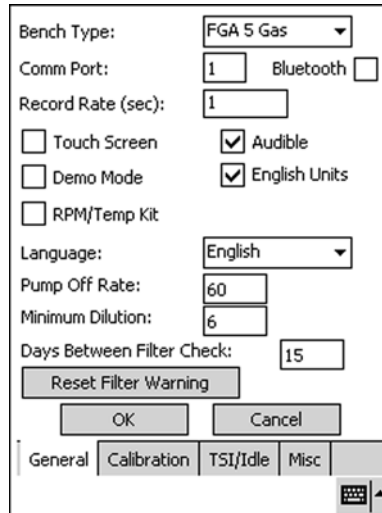 Bench Type: FGA 5 Gas
Comm Port: 1 Bluetooth
Record Rate (sec): 1
Touch Screen Audible
Demo Mode English Units
RPM/Temp Kit
Language: English
Pump Off Rate: 60
Minimum Dilution: 6
Days Between Filter Check: 15
Reset Filter Warning
OK Cancel
General Calibration TSI/Idle Misc